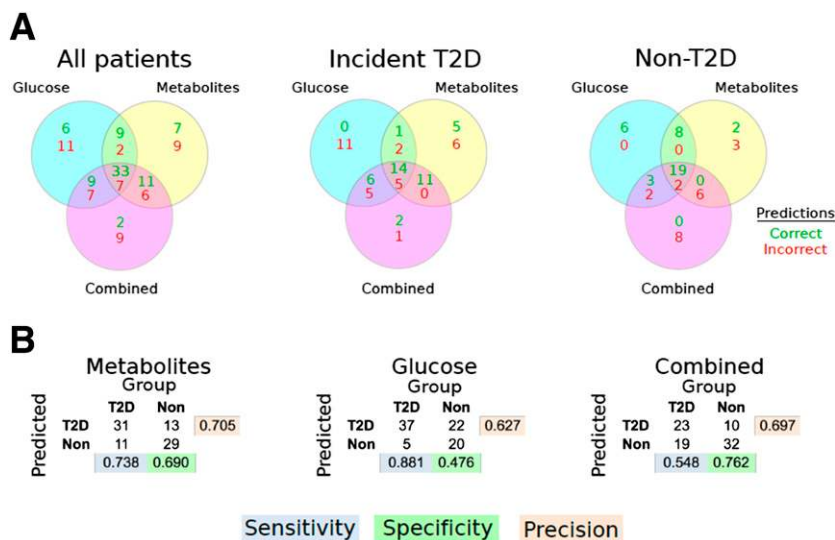 A
All patients
Incident T2D
Non-T2D
Glucose
Metabolites
6
9
7
11
2
9
33
9
7
11
7
6
2
9
Combined
Glucose
Metabolites
0
1
5
11
2
6
14
6
5
11
5
0
2
1
Combined
Glucose
Metabolites
6
8
2
0
0
3
19
3
2
0
2
6
0
8
Combined
Predictions
Correct
Incorrect
B
Metabolites
Group
Predicted
T2D Non
T2D 31 13 0.705
Non 11 29
0.738 0.690
Glucose
Group
Predicted
T2D Non
T2D 37 22 0.627
Non 5 20
0.881 0.476
Combined
Group
Predicted
T2D Non
T2D 23 10 0.697
Non 19 32
0.548 0.762
Sensitivity Specificity Precision